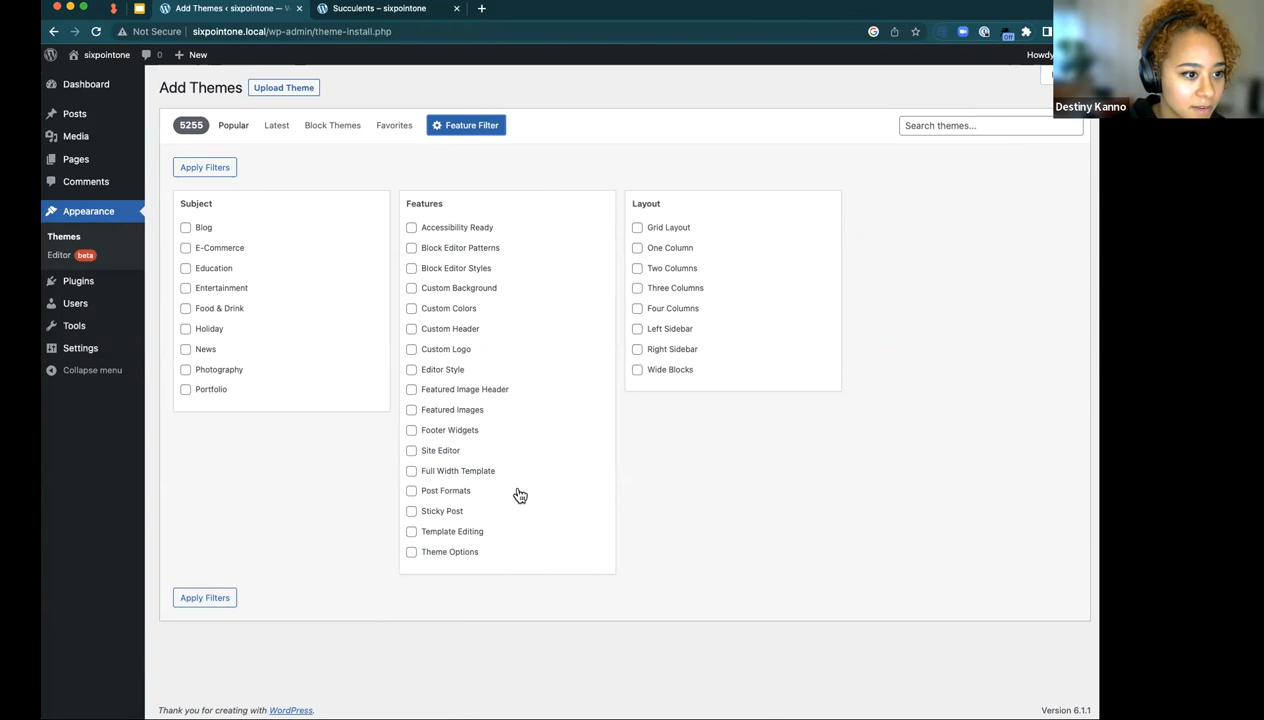 Add Themes ‹ sixpointone — W
Succulents – sixpointone
Not Secure
sixpointone.local/wp-admin/theme-install.php
Off
sixpointone
0
New
Howdy
Destiny Kanno
Dashboard
Posts
Media
Pages
Comments
Appearance
Themes
Editor beta
Plugins
Users
Tools
Settings
Collapse menu
Add Themes
Upload Theme
5255
Popular
Latest
Block Themes
Favorites
Feature Filter
Search themes...
Apply Filters
Subject
Blog
E-Commerce
Education
Entertainment
Food & Drink
Holiday
News
Photography
Portfolio
Features
Accessibility Ready
Block Editor Patterns
Block Editor Styles
Custom Background
Custom Colors
Custom Header
Custom Logo
Editor Style
Featured Image Header
Featured Images
Footer Widgets
Site Editor
Full Width Template
Post Formats
Sticky Post
Template Editing
Theme Options
Layout
Grid Layout
One Column
Two Columns
Three Columns
Four Columns
Left Sidebar
Right Sidebar
Wide Blocks
Apply Filters
Thank you for creating with WordPress.
Version 6.1.1